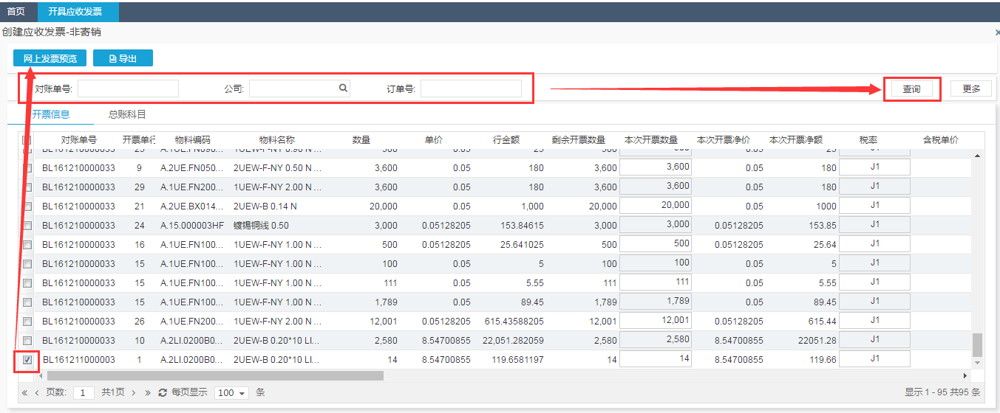 首页 开具应收发票
创建应收发票-非寄销
网上发票预览 导出
对账单号: 公司: 订单号: 查询 更多
开票信息 总账科目
对账单号 开票单行 物料编码 物料名称 数量 单价 行金额 剩余开票数量 本次开票数量 本次开票净价 本次开票净额 税率 含税单价
BL161210000033 25 A.1UE.FN090... 1UEW-F-NY 0.90 N ... 500 0.05 25 500 500 0.05 25 J1
BL161210000033 9 A.2UE.FN050... 2UEW-F-NY 0.50 N ... 3,600 0.05 180 3,600 3,600 0.05 180 J1
BL161210000033 29 A.1UE.FN200... 1UEW-F-NY 2.00 N ... 3,600 0.05 180 3,600 3,600 0.05 180 J1
BL161210000033 21 A.2UE.BX014... 2UEW-B 0.14 N 20,000 0.05 1,000 20,000 20,000 0.05 1000 J1
BL161210000033 24 A.15.000003HF 镀锡铜线 0.50 3,000 0.05128205 153.84615 3,000 3,000 0.05128205 153.85 J1
BL161210000033 16 A.1UE.FN100... 1UEW-F-NY 1.00 N ... 500 0.05128205 25.641025 500 500 0.05128205 25.64 J1
BL161210000033 15 A.1UE.FN100... 1UEW-F-NY 1.00 N ... 100 0.05 5 100 100 0.05 5 J1
BL161210000033 15 A.1UE.FN100... 1UEW-F-NY 1.00 N ... 111 0.05 5.55 111 111 0.05 5.55 J1
BL161210000033 15 A.1UE.FN100... 1UEW-F-NY 1.00 N ... 1,789 0.05 89.45 1,789 1,789 0.05 89.45 J1
BL161210000033 26 A.1UE.FN200... 1UEW-F-NY 2.00 N ... 12,001 0.05128205 615.43588205 12,001 12,001 0.05128205 615.44 J1
BL161210000033 10 A.2LI.0200B0... 2UEW-B 0.20*10 LI... 2,580 8.54700855 22,051.282059 2,580 2,580 8.54700855 22051.28 J1
BL161211000003 1 A.2LI.0200B0... 2UEW-B 0.20*10 LI... 14 8.54700855 119.6581197 14 14 8.54700855 119.66 J1
页数: 1 共1页 每页显示 100 条 显示 1 - 95 共95 条